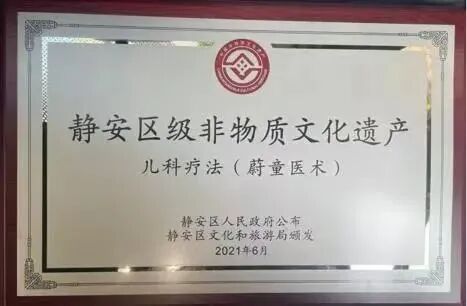 静安区级非物质文化遗产
儿科疗法（蔚童医术）
静安区人民政府公布
静安区文化和旅游局颁发
2021年6月